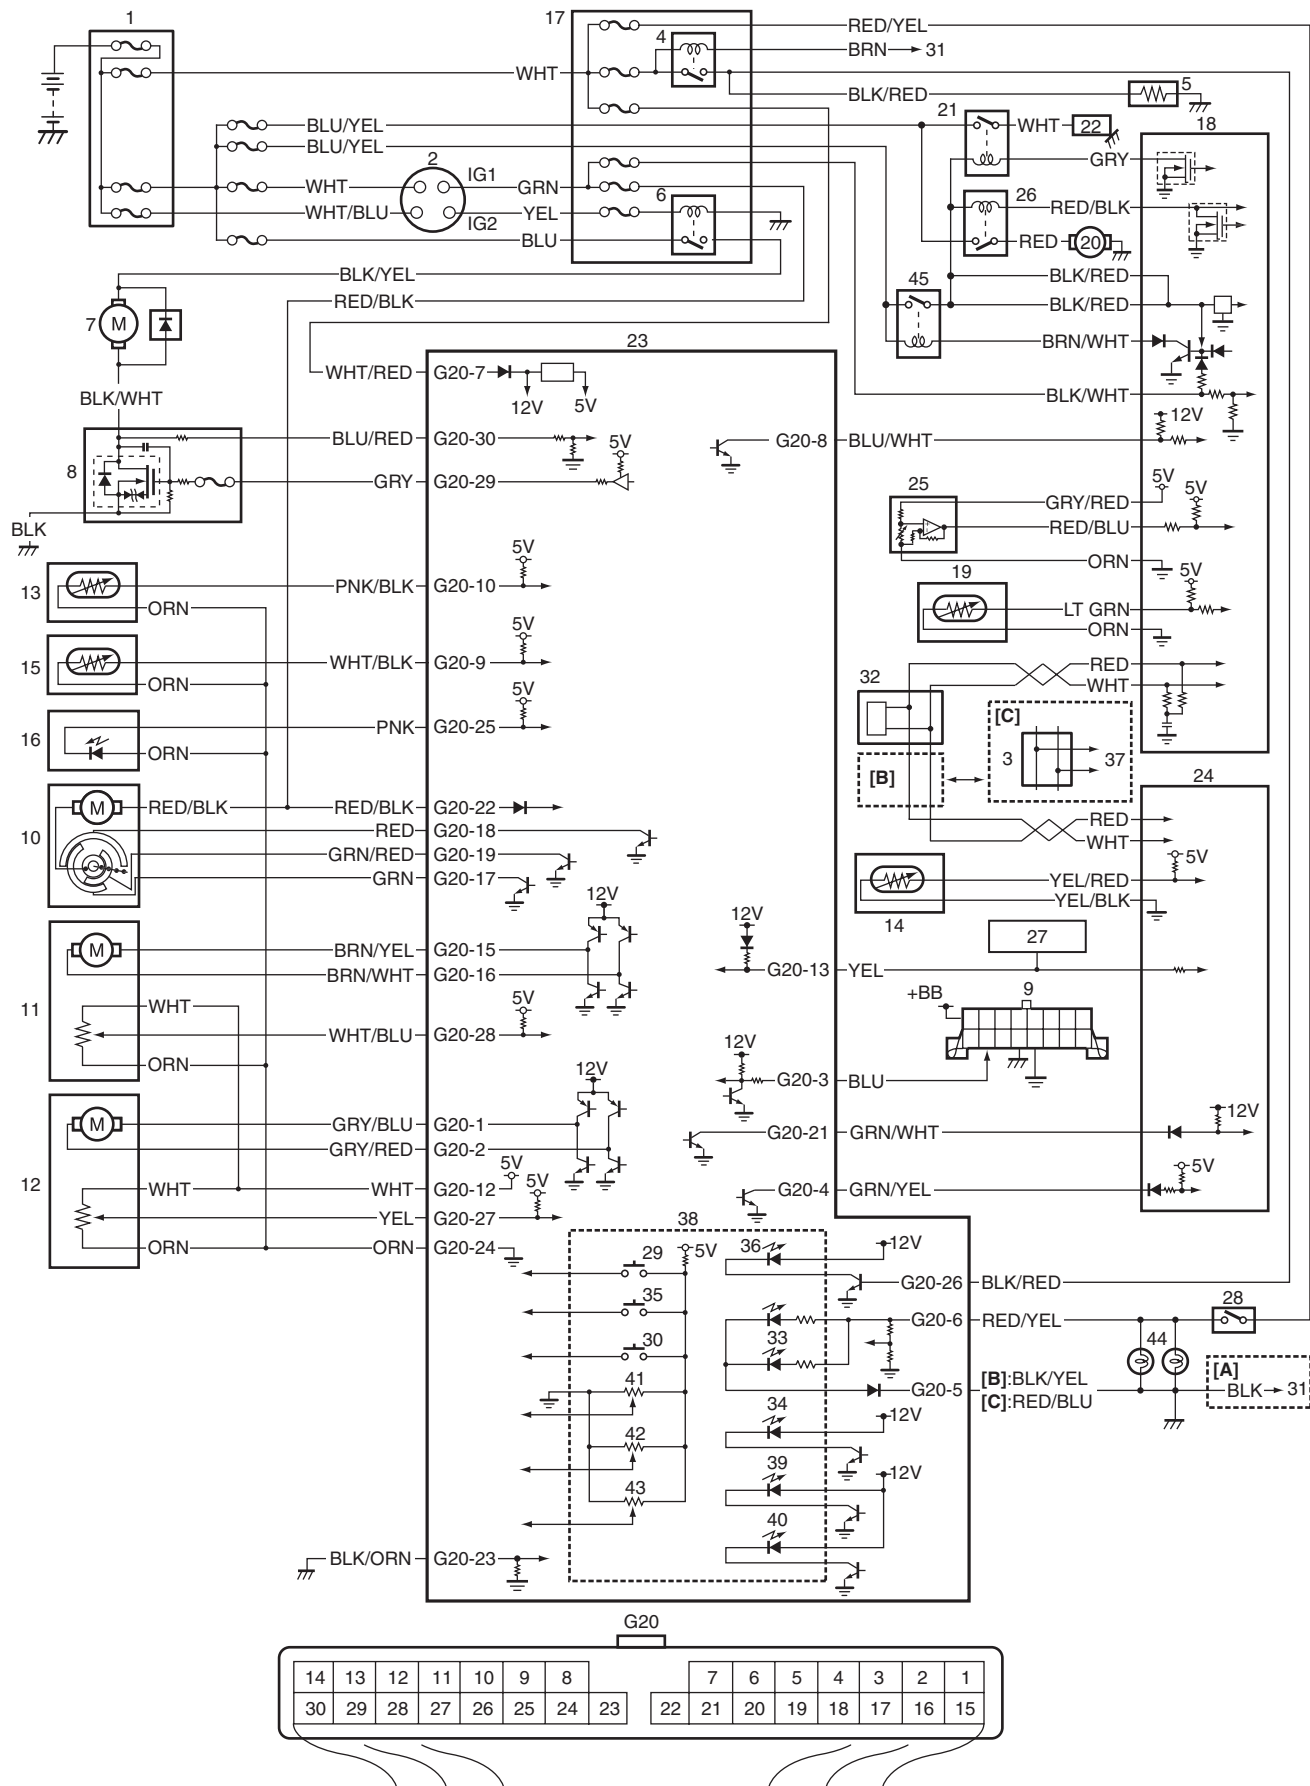 1
17
RED/YEL
4
BRN
31
WHT
BLK/RED
5
21
WHT
22
18
BLU/YEL
BLU/YEL
GRY
2
WHT
IG1
GRN
6
26
RED/BLK
WHT/BLU
IG2
YEL
RED
20
BLU
BLK/YEL
BLK/RED
45
RED/BLK
BLK/RED
7
M
23
BRN/WHT
WHT/RED
G20-7
12V
5V
BLK/WHT
BLK/WHT
12V
BLU/RED
G20-30
5V
G20-8
BLU/WHT
8
GRY
G20-29
25
GRY/RED
5V
5V
RED/BLU
BLK
ORN
5V
13
PNK/BLK
G20-10
19
5V
ORN
LT GRN
ORN
5V
15
WHT/BLK
G20-9
RED
ORN
32
WHT
5V
16
PNK
G20-25
[C]
ORN
3
37
[B]
24
M
RED/BLK
RED/BLK
G20-22
10
RED
G20-18
RED
GRN/RED
G20-19
WHT
GRN
G20-17
5V
YEL/RED
12V
YEL/BLK
14
12V
27
M
BRN/YEL
G20-15
BRN/WHT
G20-16
G20-13
YEL
11
WHT
5V
+BB
9
WHT/BLU
G20-28
ORN
12V
12V
G20-3
BLU
M
GRY/BLU
G20-1
12V
G20-21
GRN/WHT
GRY/RED
G20-2
5V
5V
12
WHT
WHT
G20-12
5V
G20-4
GRN/YEL
YEL
G20-27
38
ORN
ORN
G20-24
29
5V
36
12V
G20-26
BLK/RED
35
28
G20-6
RED/YEL
30
33
44
[A]
41
G20-5
[B]:BLK/YEL
BLK
31
[C]:RED/BLU
34
12V
42
39
12V
43
40
BLK/ORN
G20-23
G20
14 13 12 11 10 9 8 7 6 5 4 3 2 1
30 29 28 27 26 25 24 23 22 21 20 19 18 17 16 15